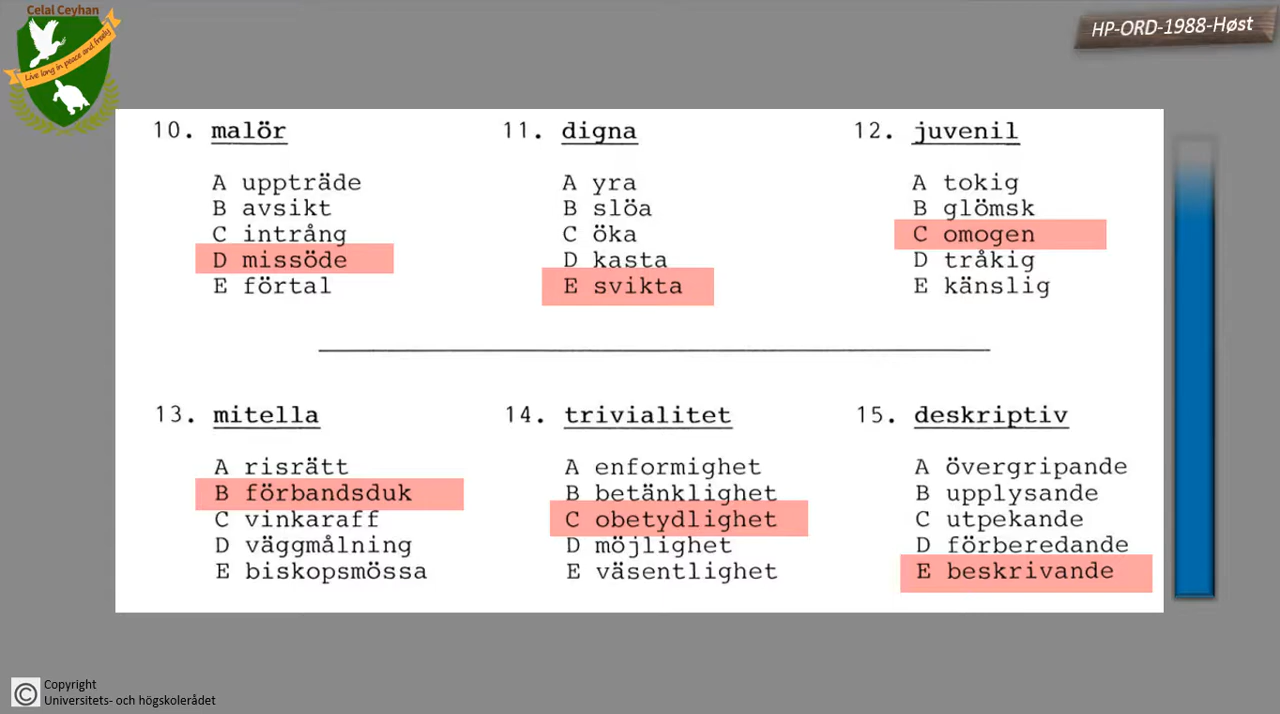 Celal Ceyhan
Live long in peace and freely
HP-ORD-1988-Høst
10. malör
A uppträde
B avsikt
C intrång
D missöde
E förtal
11. digna
A yra
B slöa
C öka
D kasta
E svikta
12. juvenil
A tokig
B glömsk
C omogen
D tråkig
E känslig
13. mitella
A risrätt
B förbandsduk
C vinkaraff
D väggmålning
E biskopsmössa
14. trivialitet
A enformighet
B betänklighet
C obetydlighet
D möjlighet
E väsentlighet
15. deskriptiv
A övergripande
B upplysande
C utpekande
D förberedande
E beskrivande
© Copyright
Universitets- och högskolerådet